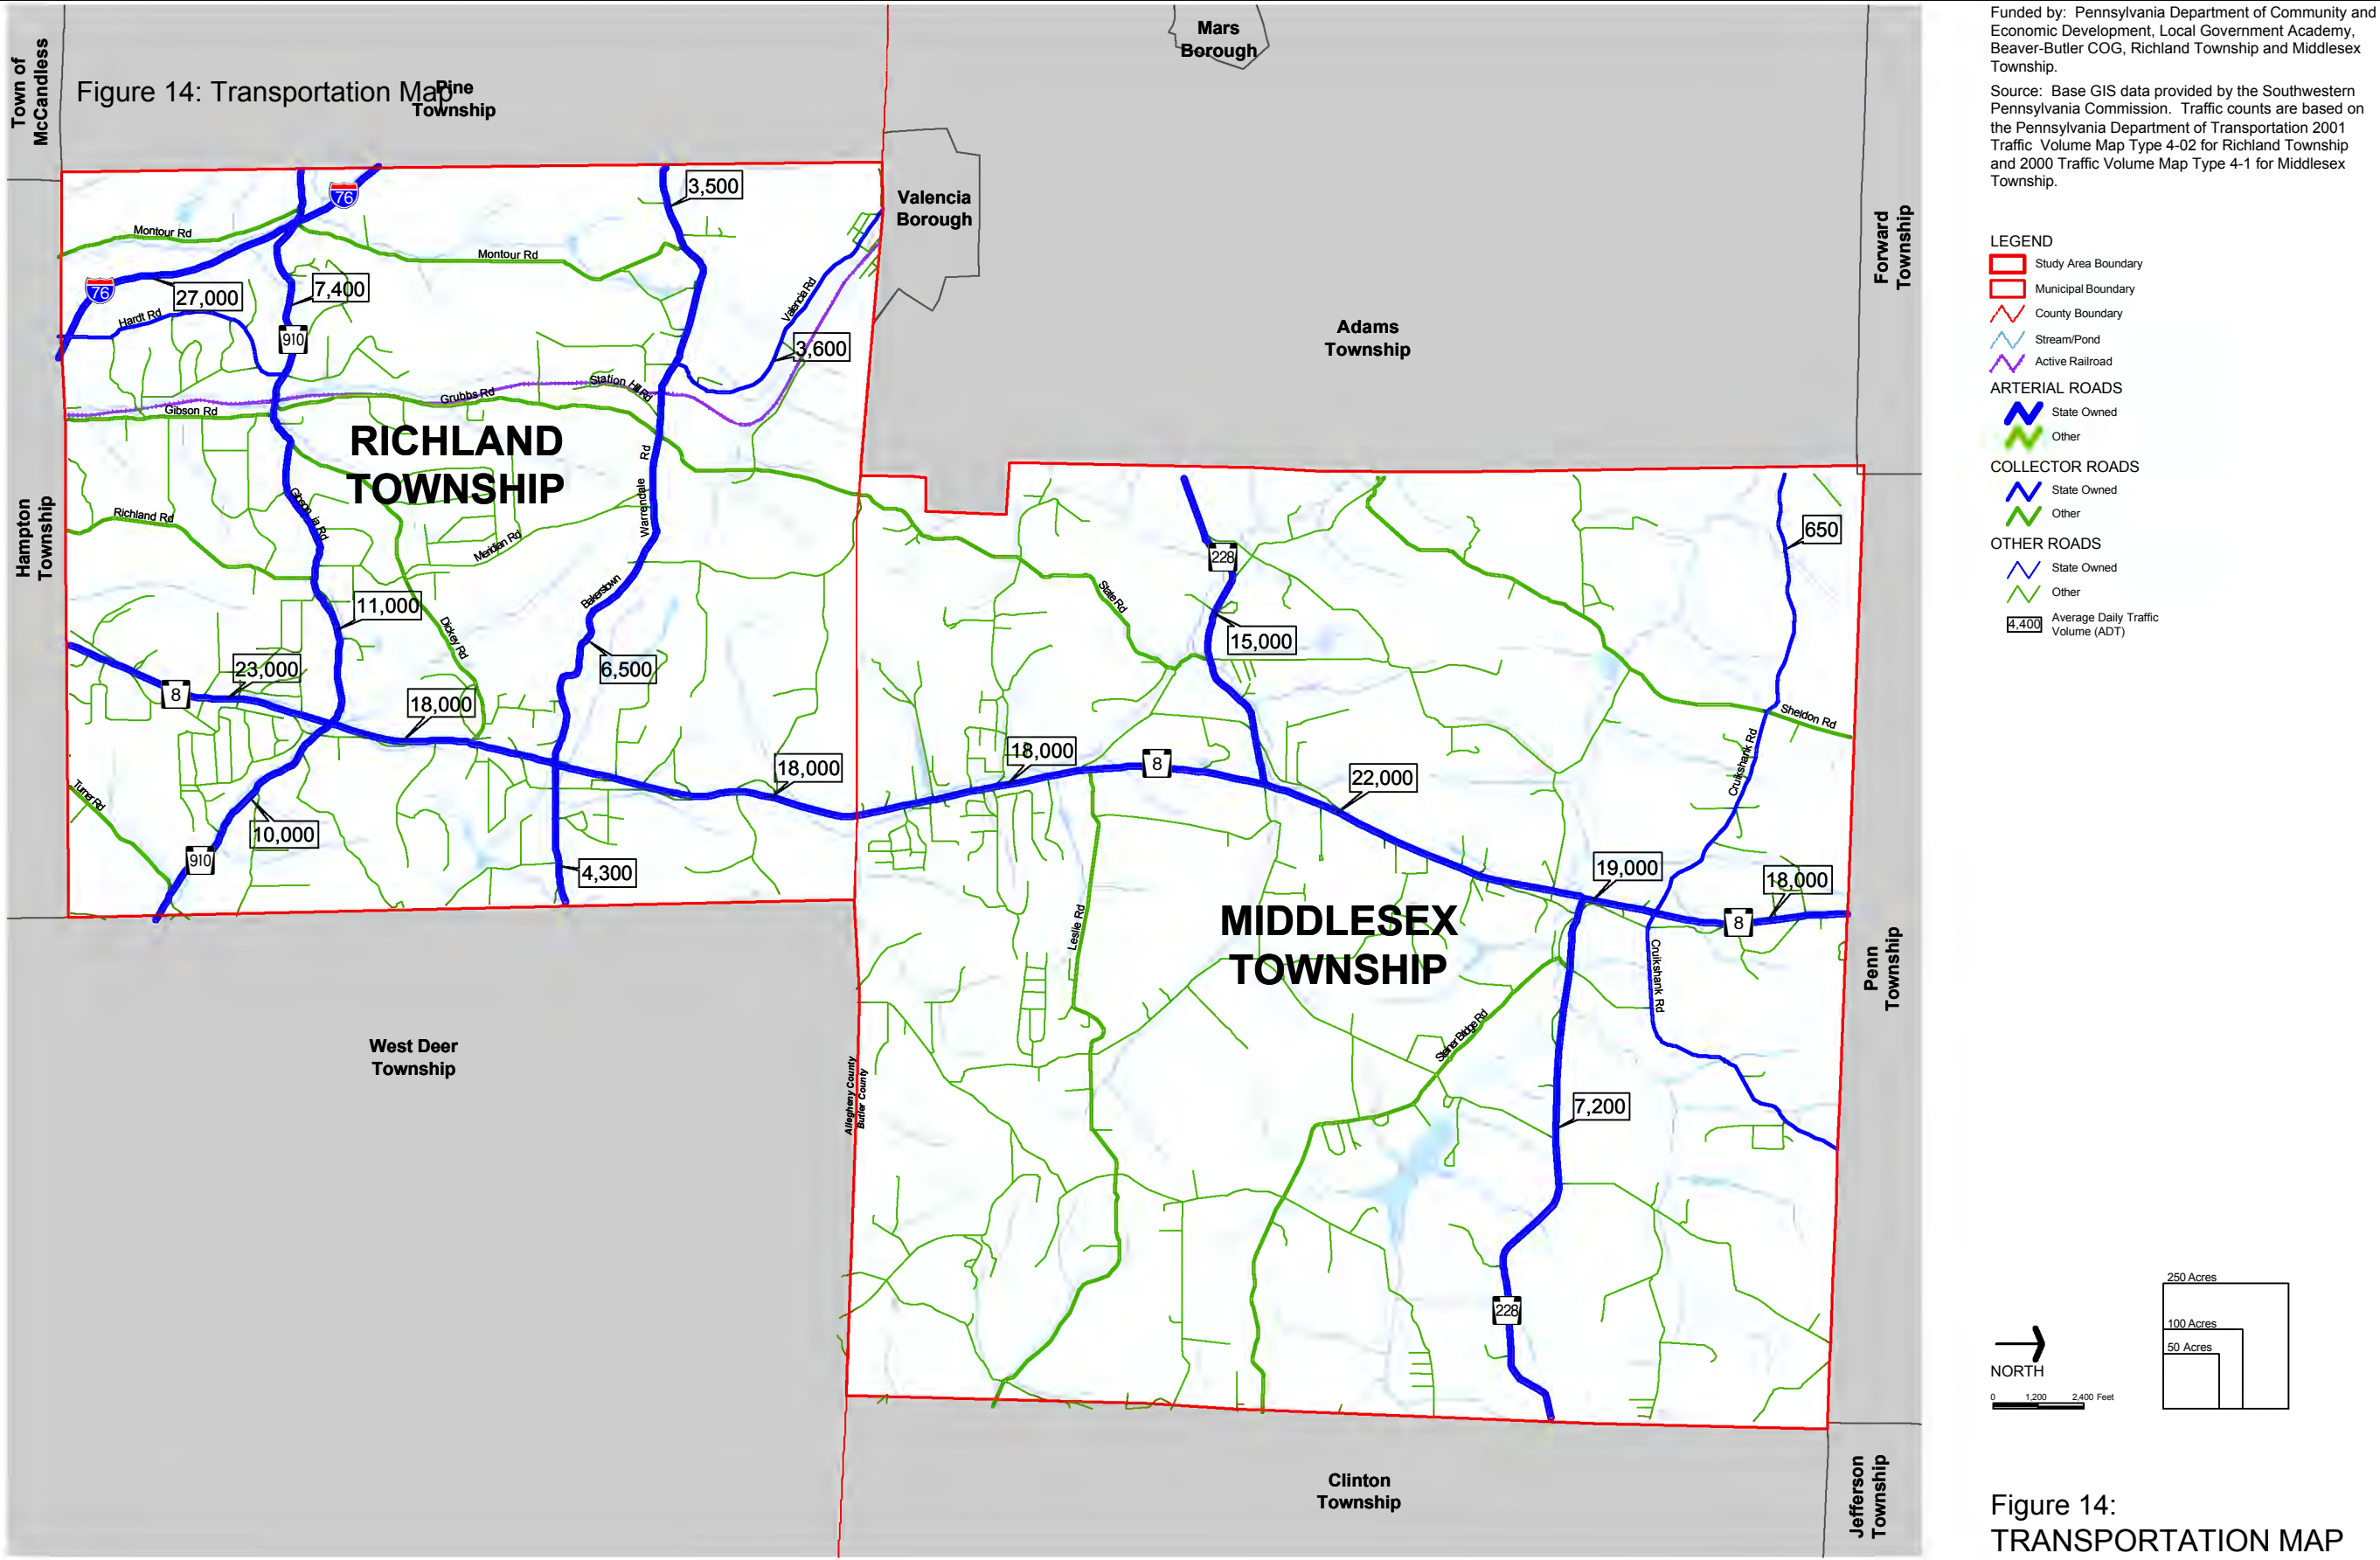 Figure 14: Transportation Map
Town of
McCandless
Pine
Township
Mars
Borough
Valencia
Borough
Adams
Township
Forward
Township
Hampton
Township
West Deer
Township
Penn
Township
Clinton
Township
Jefferson
Township
Allegheny County
Butler County
RICHLAND
TOWNSHIP
MIDDLESEX
TOWNSHIP
76
76
Montour Rd
Montour Rd
3,500
27,000
7,400
Hardt Rd
910
Valencia Rd
3,600
Station Hill Rd
Grubbs Rd
Gibson Rd
Warrendale Rd
Richland Rd
Gibsonia Rd
Meridian Rd
Bakerstown
11,000
Dickey Rd
6,500
23,000
8
18,000
18,000
Turner Rd
10,000
910
4,300
228
650
State Rd
15,000
Sheldon Rd
18,000
8
22,000
Cruikshank Rd
19,000
18,000
8
Leslie Rd
Cruikshank Rd
Steiner Bridge Rd
7,200
228
Funded by: Pennsylvania Department of Community and
Economic Development, Local Government Academy,
Beaver-Butler COG, Richland Township and Middlesex
Township.
Source: Base GIS data provided by the Southwestern
Pennsylvania Commission. Traffic counts are based on
the Pennsylvania Department of Transportation 2001
Traffic Volume Map Type 4-02 for Richland Township
and 2000 Traffic Volume Map Type 4-1 for Middlesex
Township.
LEGEND
Study Area Boundary
Municipal Boundary
County Boundary
Stream/Pond
Active Railroad
ARTERIAL ROADS
State Owned
Other
COLLECTOR ROADS
State Owned
Other
OTHER ROADS
State Owned
Other
4,400 Average Daily Traffic
Volume (ADT)
250 Acres
100 Acres
50 Acres
NORTH
0 1,200 2,400 Feet
Figure 14:
TRANSPORTATION MAP